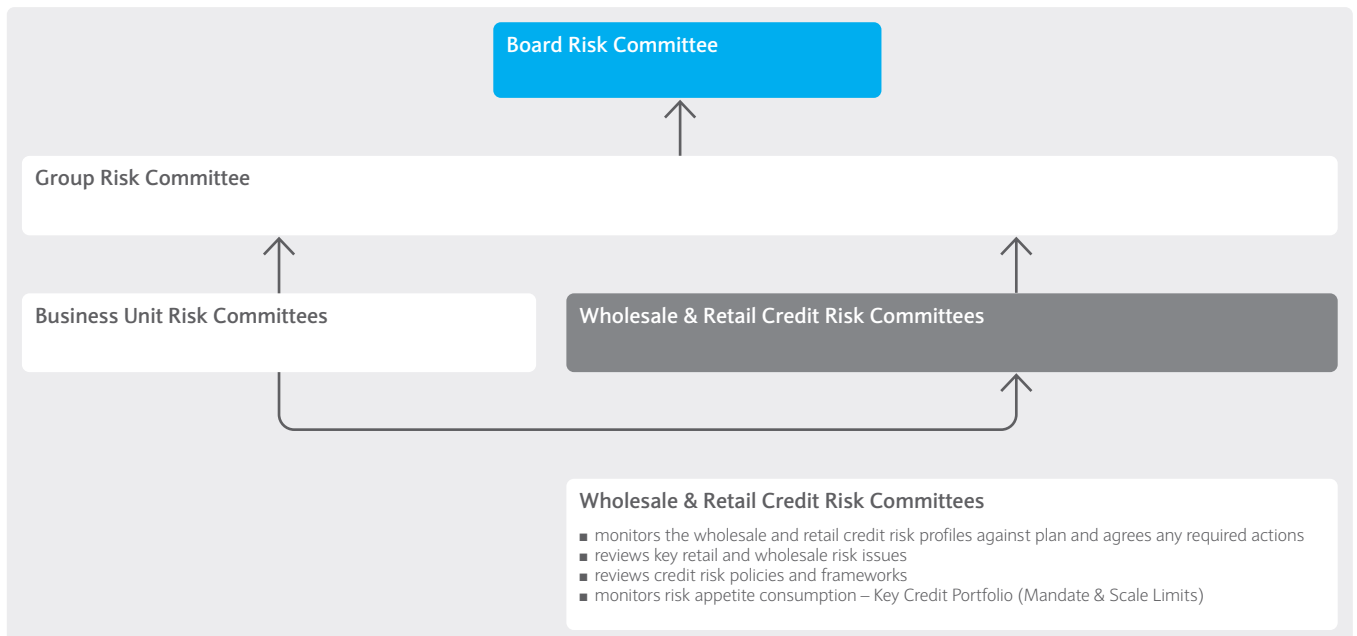 Board Risk Committee
Group Risk Committee
Business Unit Risk Committees
Wholesale & Retail Credit Risk Committees
Wholesale & Retail Credit Risk Committees
■ monitors the wholesale and retail credit risk profiles against plan and agrees any required actions
■ reviews key retail and wholesale risk issues
■ reviews credit risk policies and frameworks
■ monitors risk appetite consumption – Key Credit Portfolio (Mandate & Scale Limits)